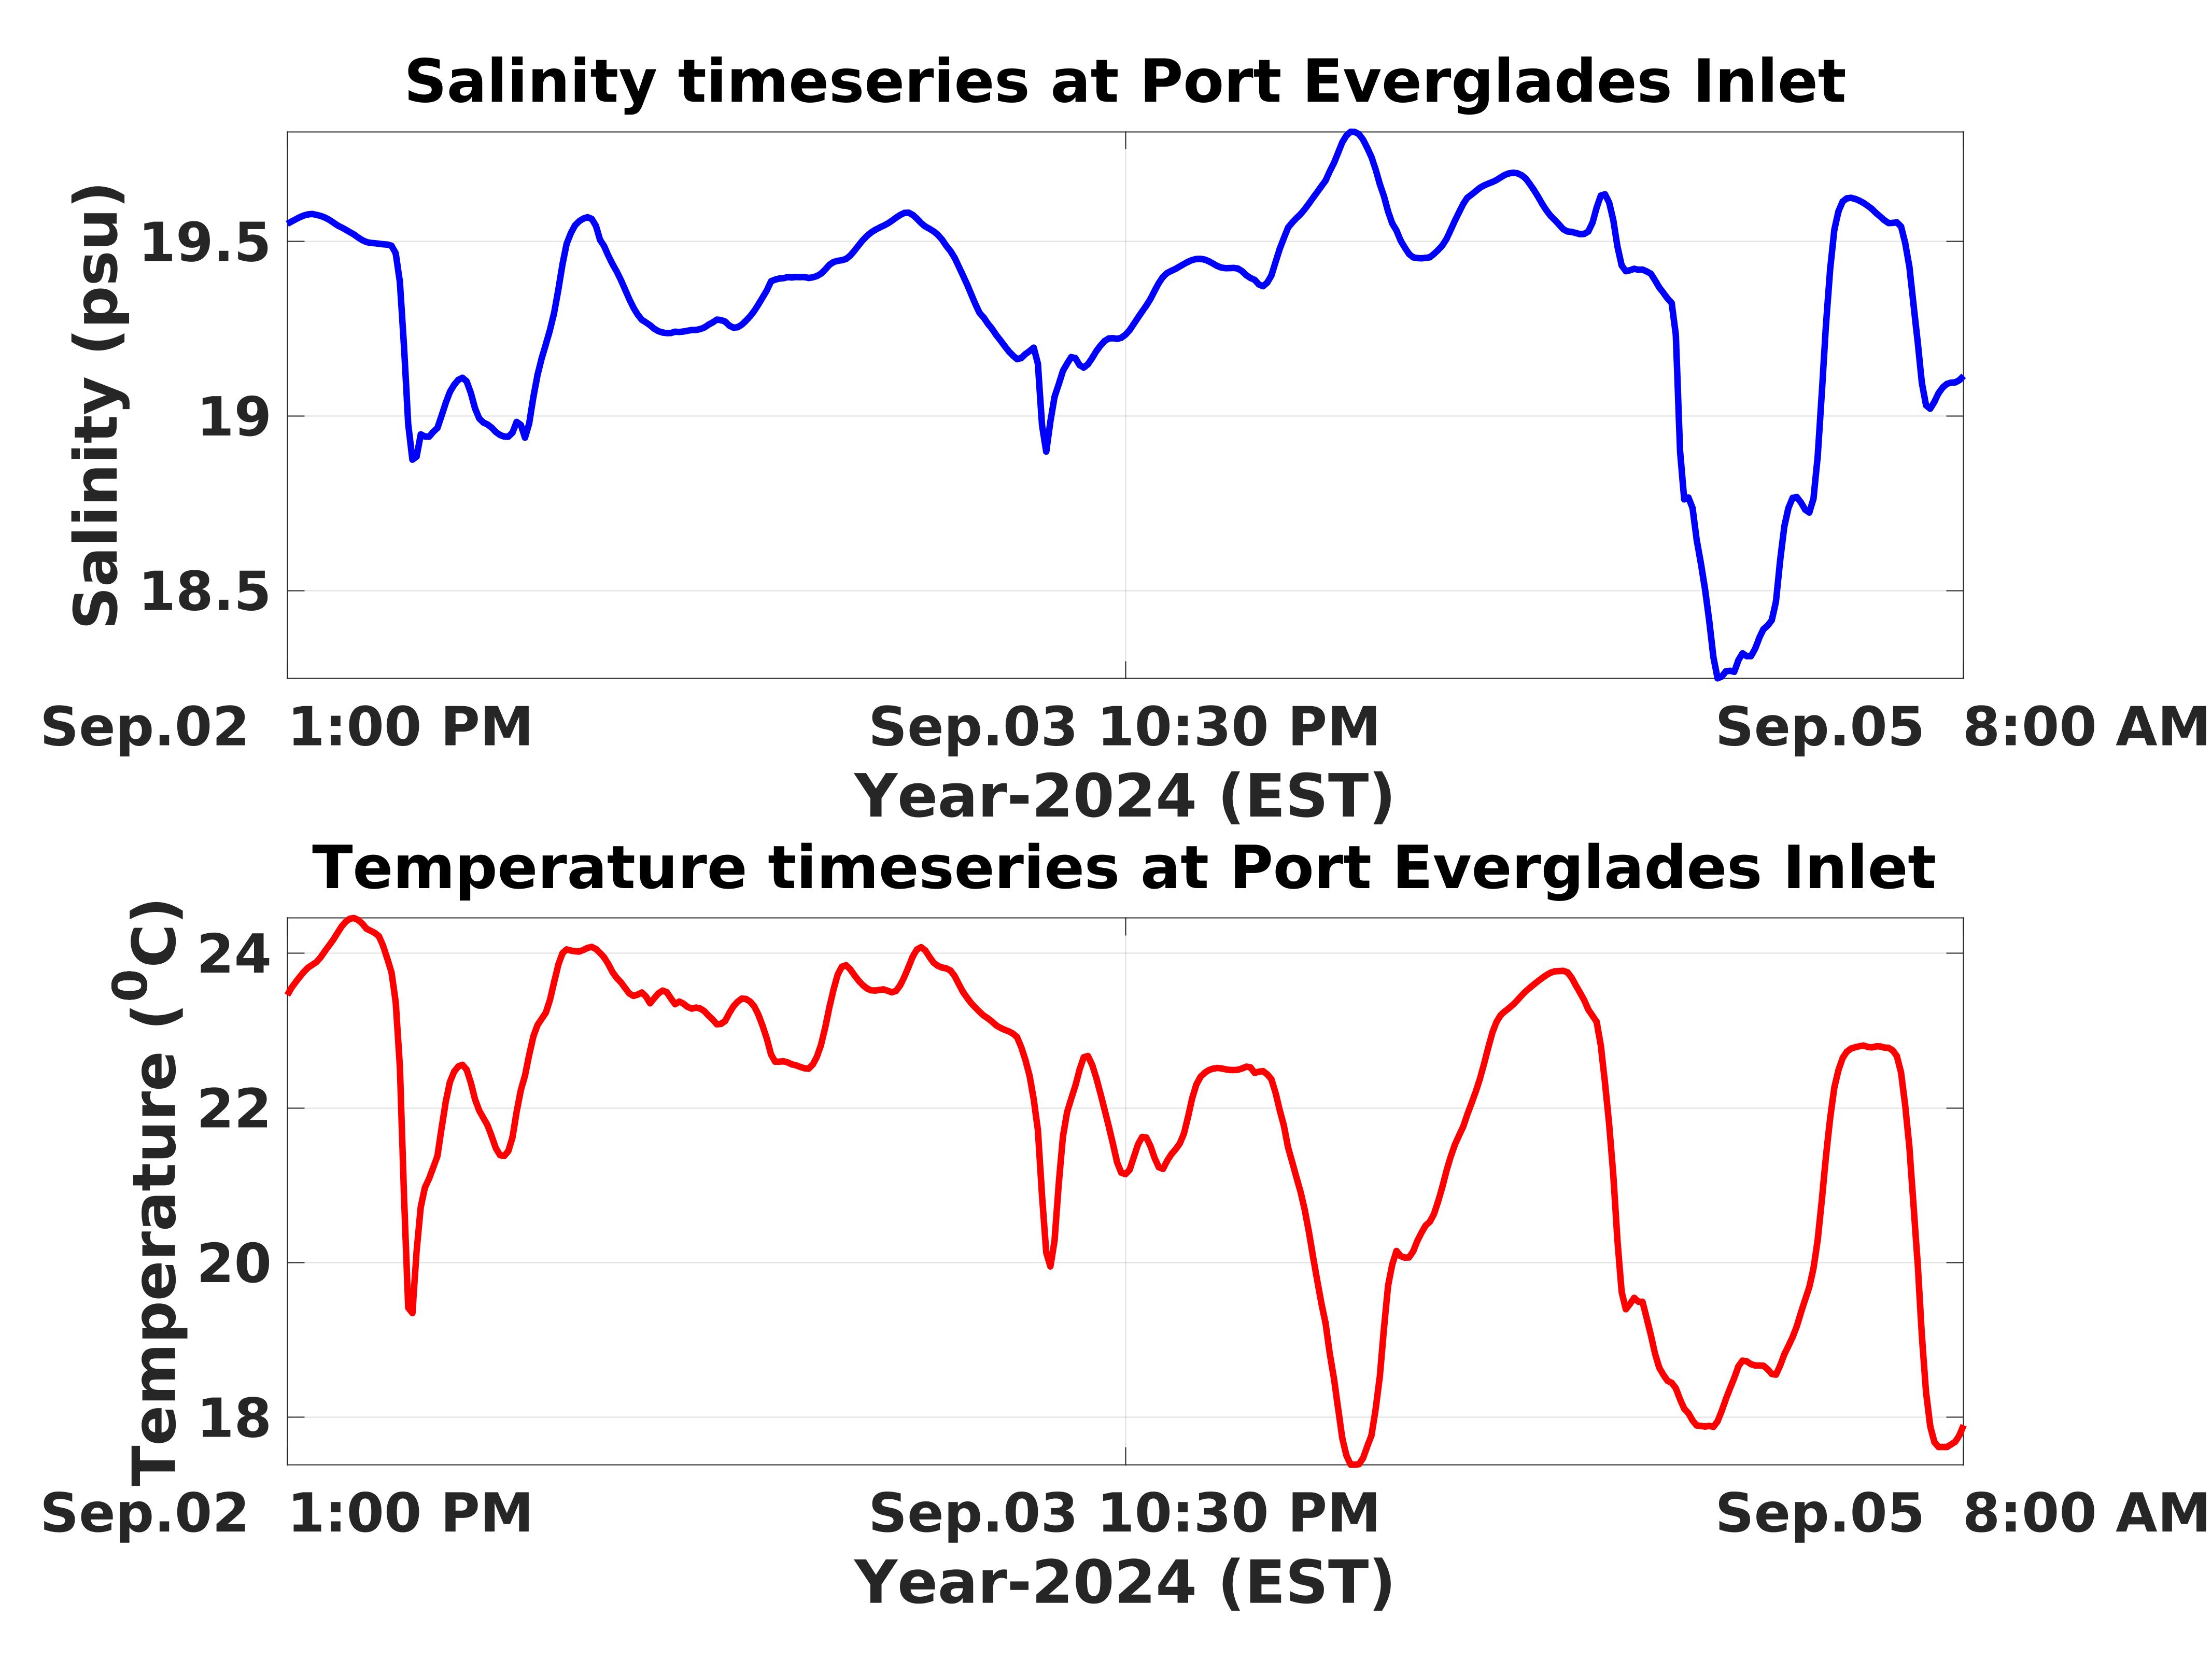 Salinity timeseries at Port Everglades Inlet
Salinity (psu)
19.5
19
18.5
Sep.02 1:00 PM Sep.03 10:30 PM Sep.05 8:00 AM
Year-2024 (EST)
Temperature timeseries at Port Everglades Inlet
Temperature (⁰C)
24
22
20
18
Sep.02 1:00 PM Sep.03 10:30 PM Sep.05 8:00 AM
Year-2024 (EST)